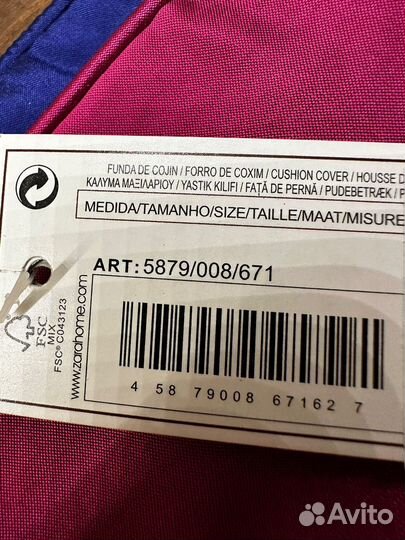 FUNDA DE COJIN / FORRO DE COXIM / CUSHION COVER / HOUSSE D
ΚΑΛΥΜΑ ΜΑΞΙΛΑΡΙΟΥ / YASTIK KILIFI / FAŢĂ DE PERNĂ / PUDEBETRÆK / P
MEDIDA/TAMANHO/SIZE/TAILLE/MAAT/MISURE
ART: 5879/008/671
4 58 79008 67162 7
FSC
MIX
FSC® C043123
www.zarahome.com
Avito